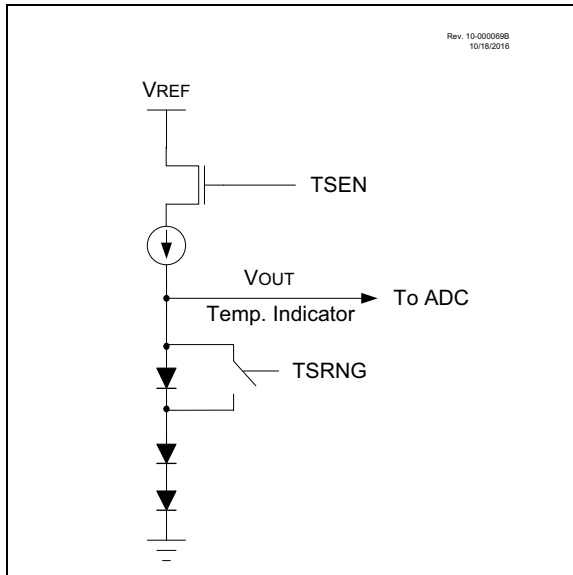 Rev. 10-000069B
10/18/2016
VREF
TSEN
VOUT
To ADC
Temp. Indicator
TSRNG